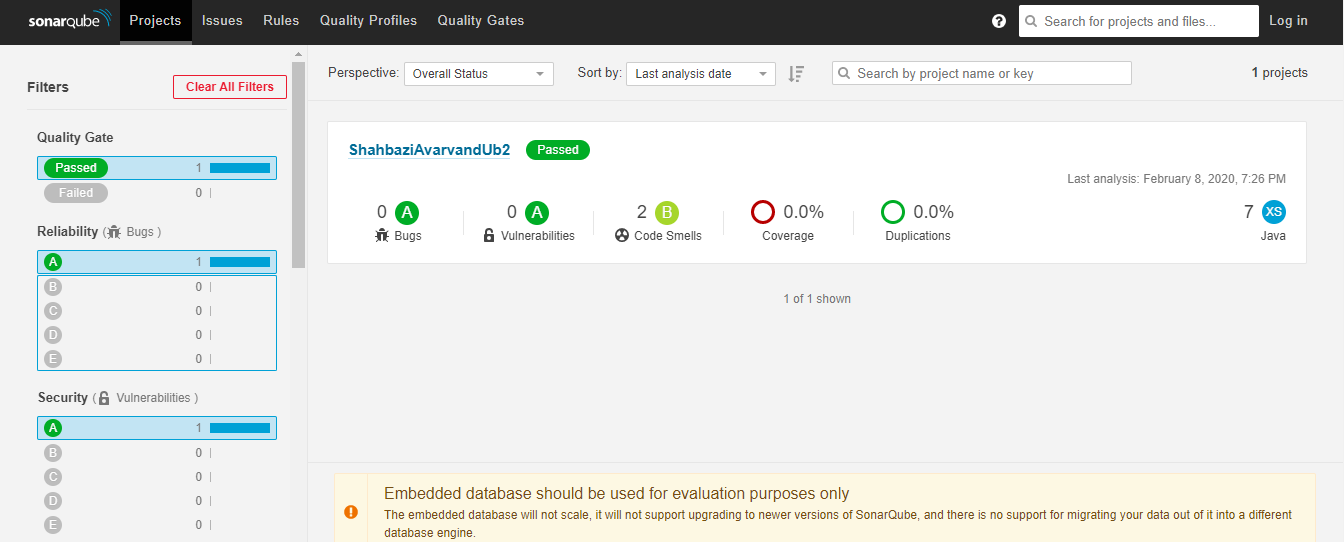 sonarqube Projects Issues Rules Quality Profiles Quality Gates ? Search for projects and files... Log in
Filters Clear All Filters
Quality Gate
Passed 1
Failed 0
Reliability ( Bugs )
A 1
B 0
C 0
D 0
E 0
Security ( Vulnerabilities )
A 1
B 0
C 0
D 0
E 0
Perspective: Overall Status Sort by: Last analysis date Search by project name or key 1 projects
ShahbaziAvarvandUb2 Passed
Last analysis: February 8, 2020, 7:26 PM
0 A 0 A 2 B 0.0% 0.0% 7 XS
Bugs Vulnerabilities Code Smells Coverage Duplications Java
1 of 1 shown
Embedded database should be used for evaluation purposes only
The embedded database will not scale, it will not support upgrading to newer versions of SonarQube, and there is no support for migrating your data out of it into a different
database engine.